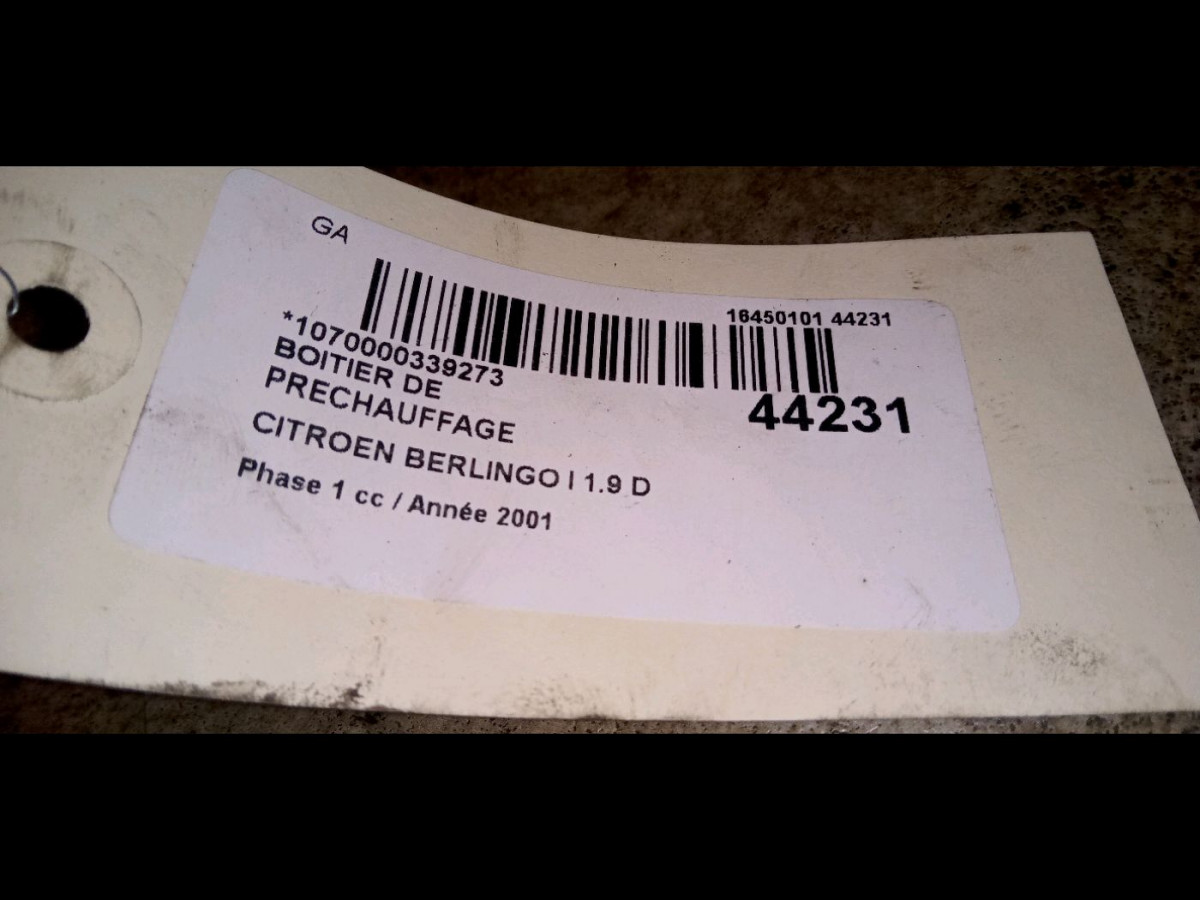 GA
16450101 44231
*1070000339273
44231
BOITIER DE
PRECHAUFFAGE
CITROEN BERLINGO I 1.9 D
Phase 1 cc / Année 2001